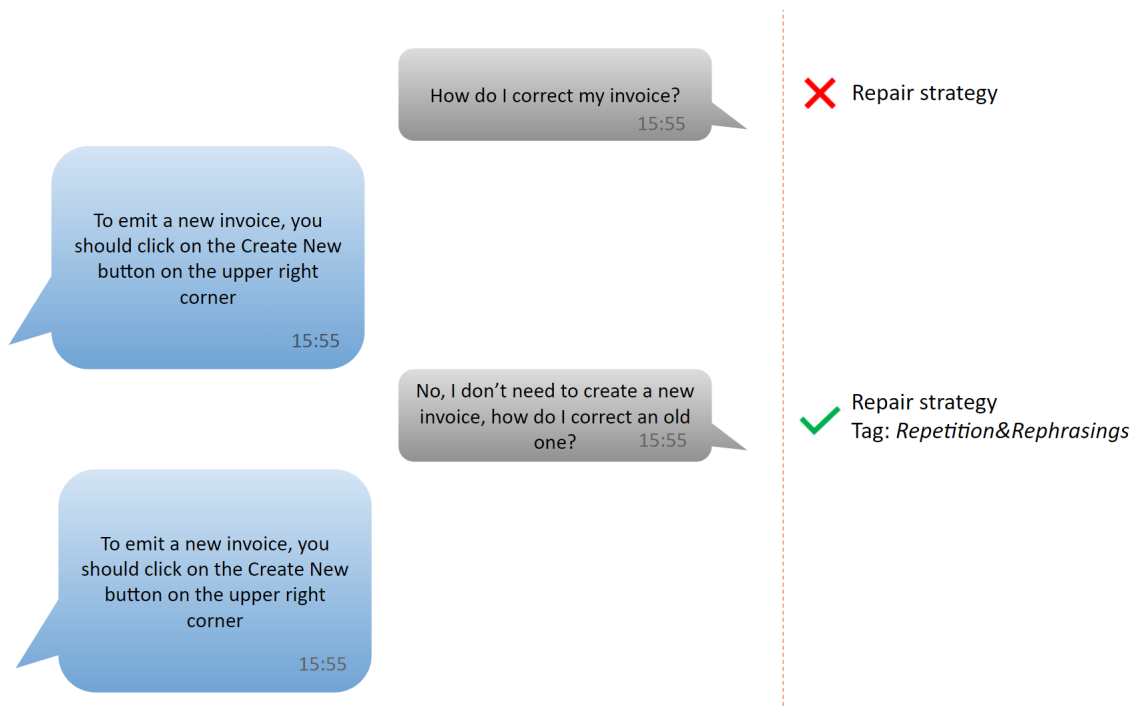 How do I correct my invoice?
15:55
Repair strategy
To emit a new invoice, you
should click on the Create New
button on the upper right
corner
15:55
No, I don’t need to create a new
invoice, how do I correct an old
one?
15:55
Repair strategy
Tag: Repetition&Rephrasings
To emit a new invoice, you
should click on the Create New
button on the upper right
corner
15:55